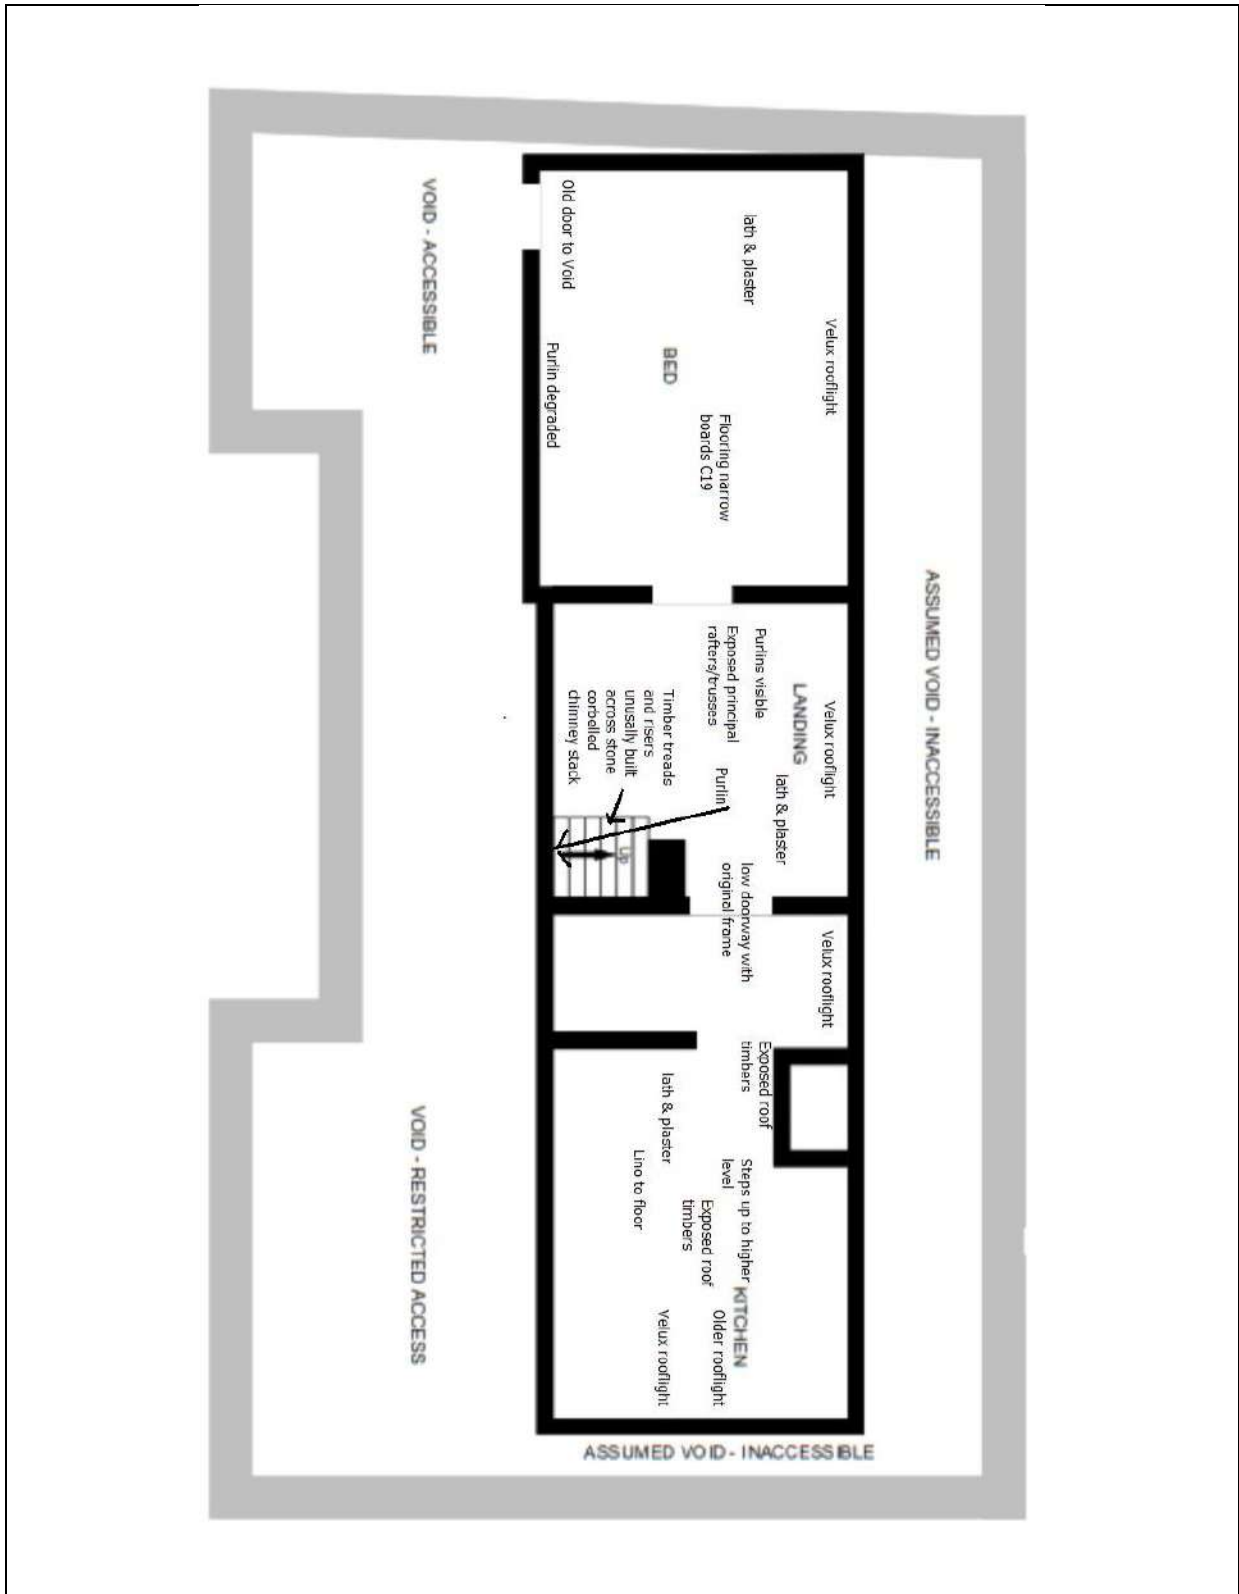 ASSUMED VOID - INACCESSIBLE
Velux rooflight
lath & plaster
Flooring narrow
boards C19
BED
Old door to Void
Purlin degraded
VOID - ACCESSIBLE
Velux rooflight
LANDING
Purlins visible
Exposed principal
rafters/trusses
lath & plaster
Purlin
Timber treads
and risers
unusally built
across stone
corbelled
chimney stack
Up
low doorway with
original frame
Velux rooflight
Exposed roof
timbers
Steps up to higher
level
KITCHEN
Older rooflight
Exposed roof
timbers
lath & plaster
Velux rooflight
Lino to floor
VOID - RESTRICTED ACCESS
ASSUMED VOID - INACCESSIBLE